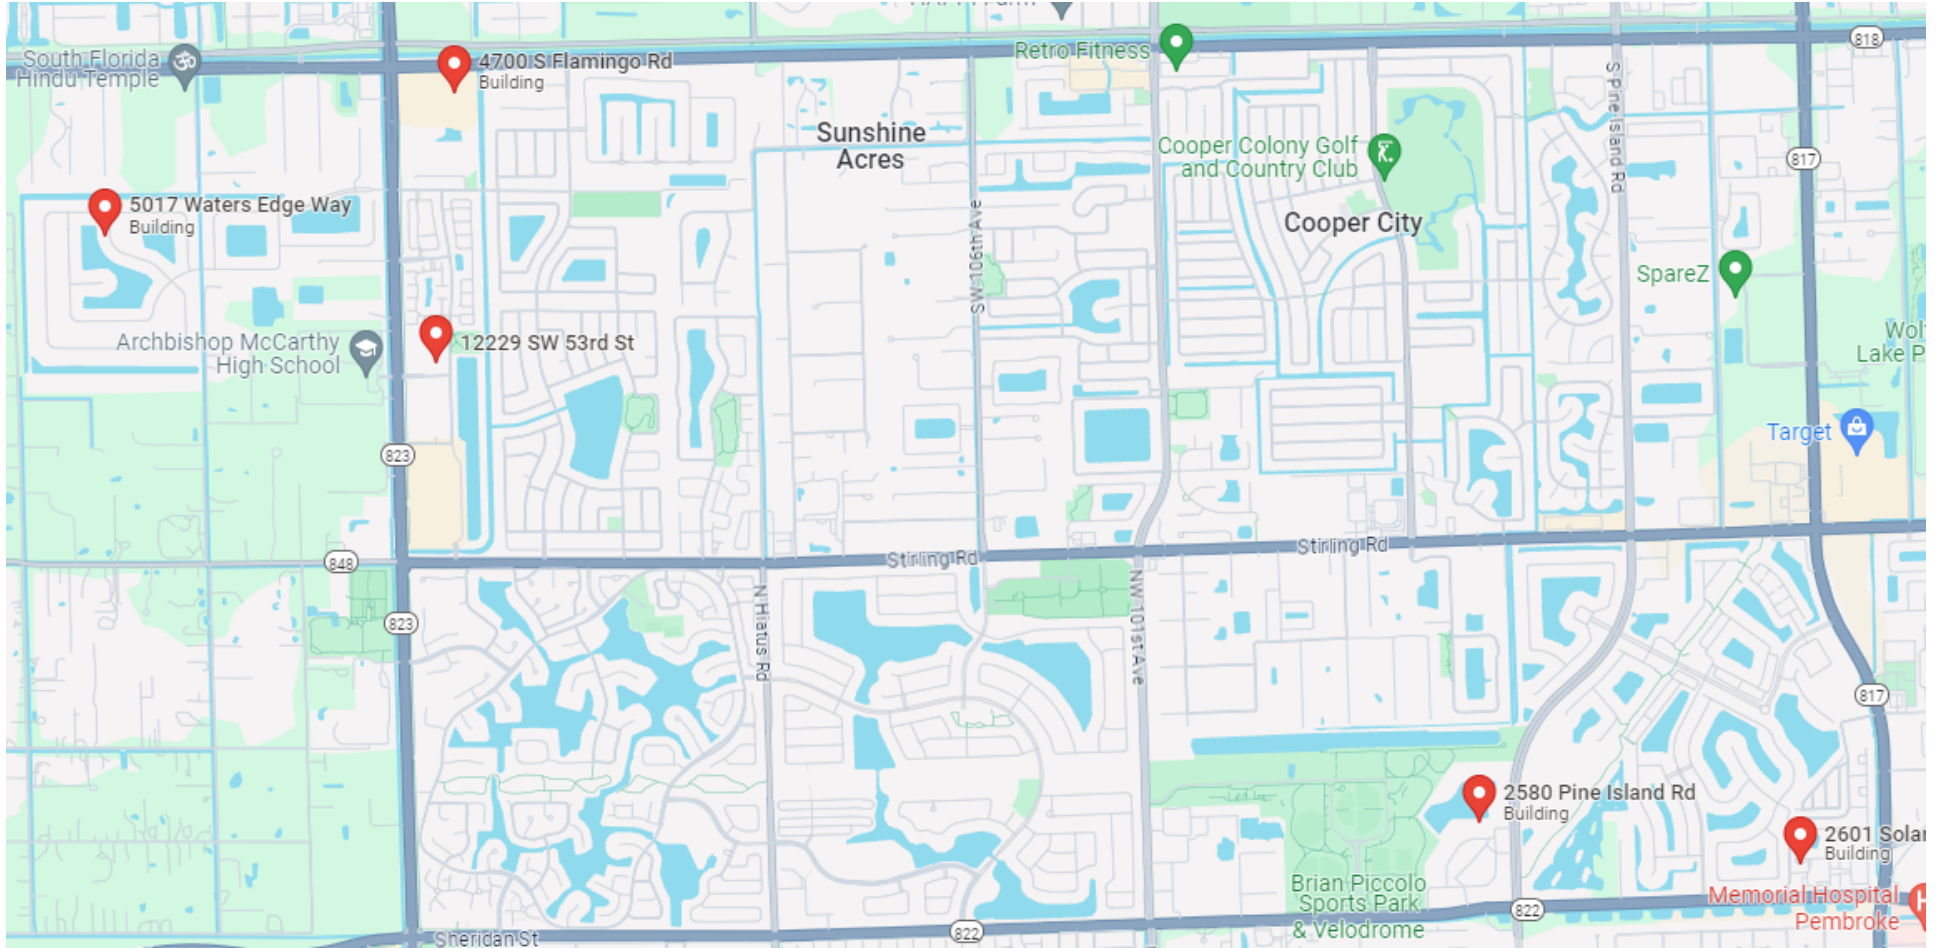 818
South Florida
Hindu Temple
4700 S Flamingo Rd
Building
Retro Fitness
S Pine Island Rd
Sunshine
Acres
Cooper Colony Golf
and Country Club
817
5017 Waters Edge Way
Building
SW 106th Ave
Cooper City
SpareZ
Archbishop McCarthy
High School
12229 SW 53rd St
Lake P
Target
823
848
Stirling Rd
Stirling Rd
823
N Hiatus Rd
NW 101st Ave
817
2580 Pine Island Rd
Building
2601 Solar
Building
Brian Piccolo
Sports Park
& Velodrome
Memorial Hospital
Pembroke
H
822
822
Sheridan St